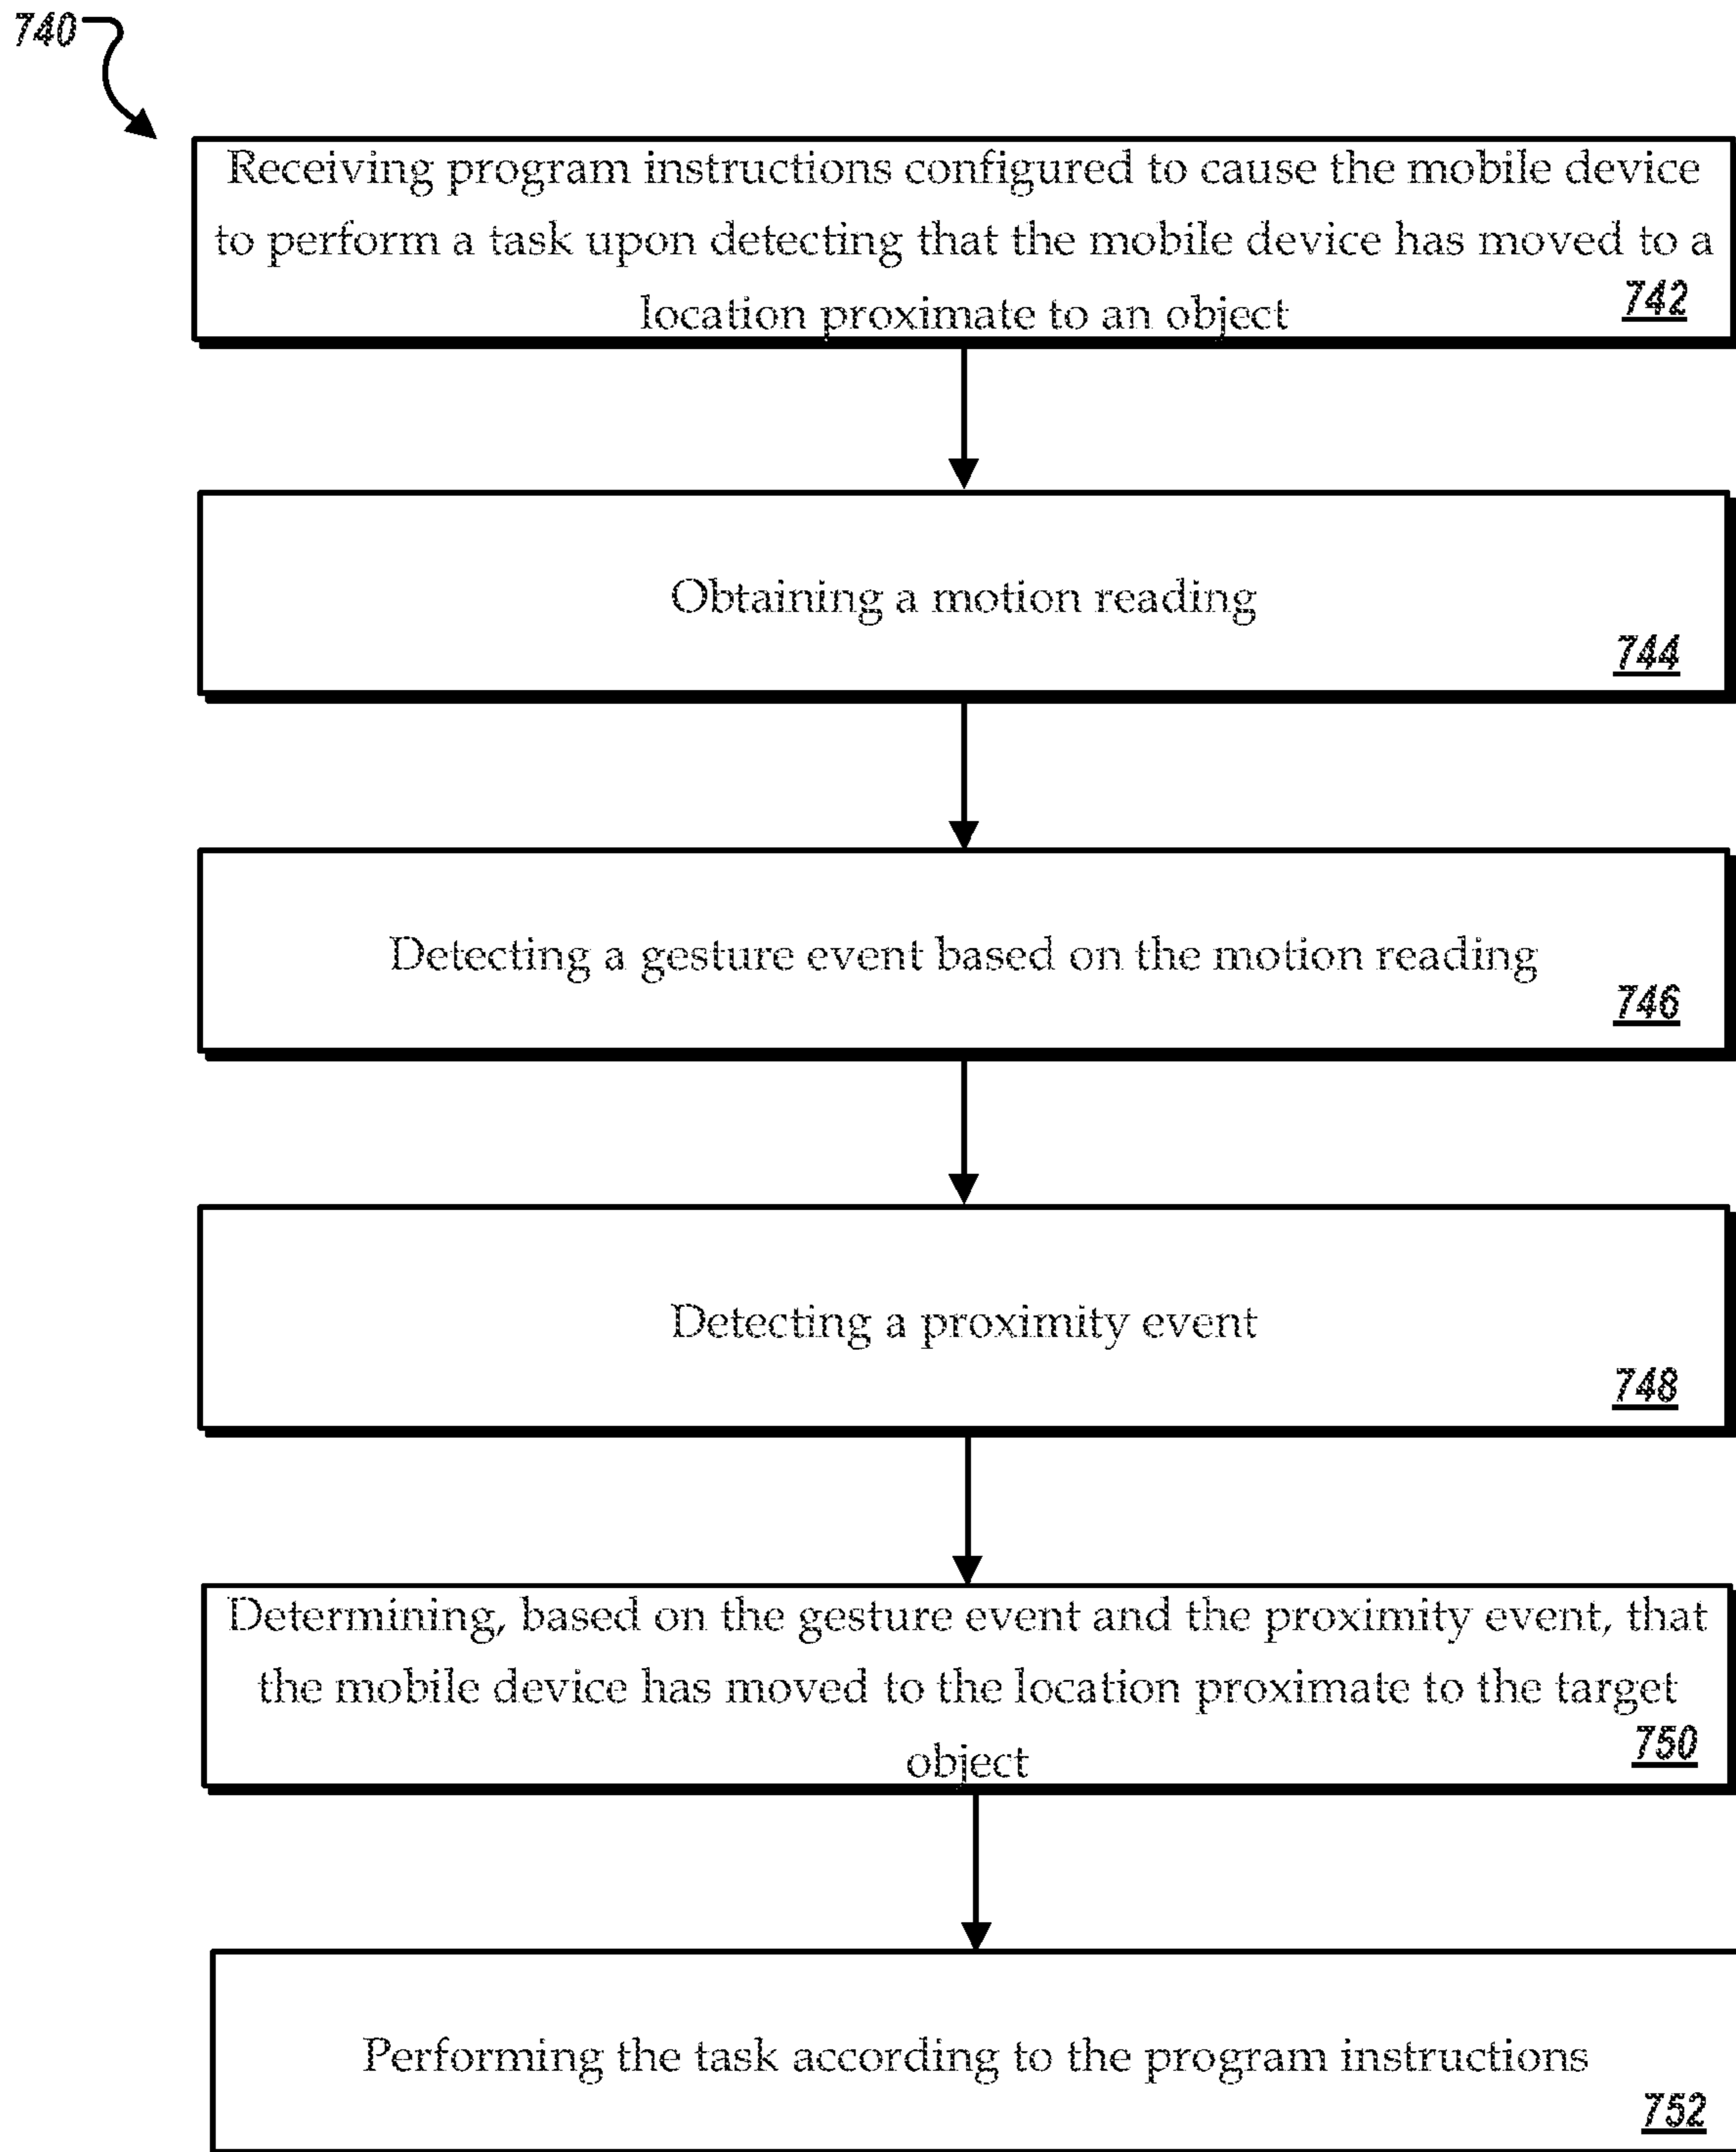 740
Receiving program instructions configured to cause the mobile device
to perform a task upon detecting that the mobile device has moved to a
location proximate to an object
742
Obtaining a motion reading
744
Detecting a gesture event based on the motion reading
746
Detecting a proximity event
748
Determining, based on the gesture event and the proximity event, that
the mobile device has moved to the location proximate to the target
object
750
Performing the task according to the program instructions
752